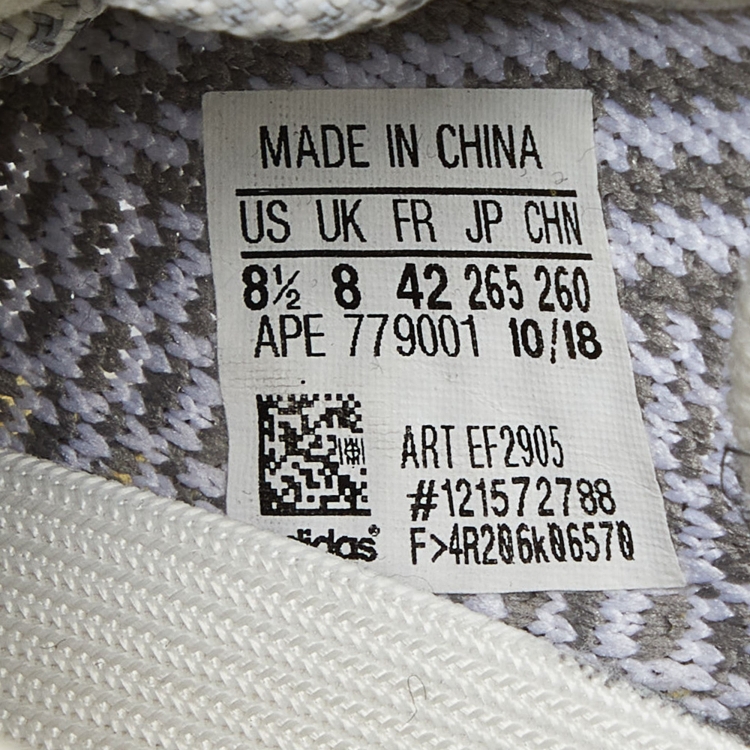 MADE IN CHINA
US UK FR JP CHN
8½ 8 42 265 260
APE 779001 10/18
ART EF2905
#121572788
F>4R206k06570
adidas®